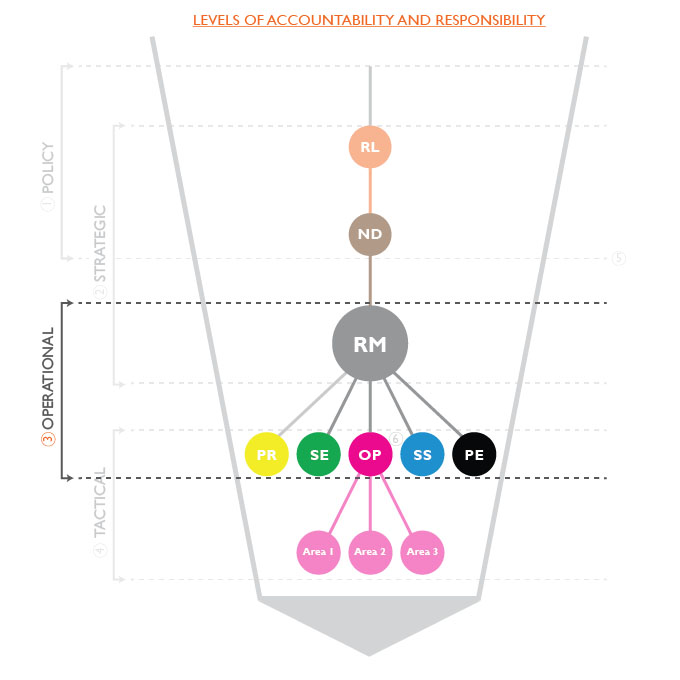 LEVELS OF ACCOUNTABILITY AND RESPONSIBILITY
① POLICY
② STRATEGIC
③ OPERATIONAL
④ TACTICAL
RL
ND
⑤
RM
PR
SE
OP
⑥
SS
PE
Area 1
Area 2
Area 3